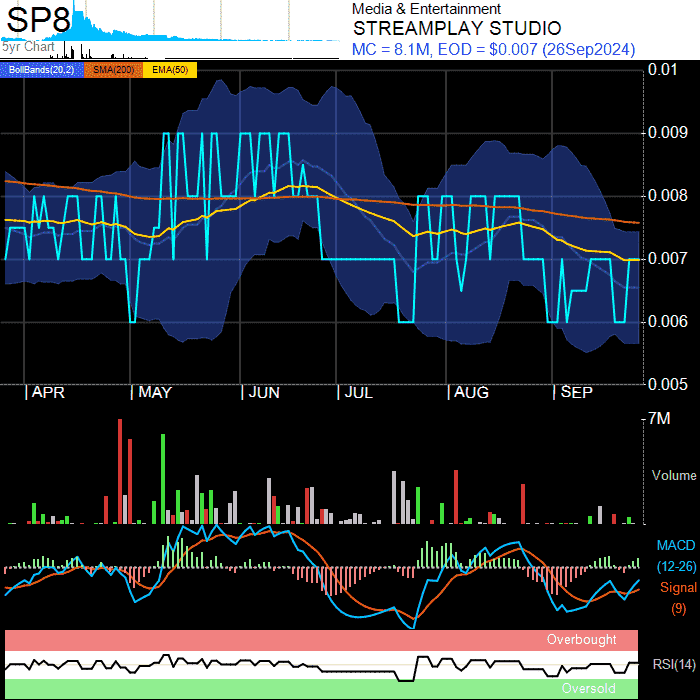 SP8
5yr Chart
Media & Entertainment
STREAMPLAY STUDIO
MC = 8.1M, EOD = $0.007 (26Sep2024)
BollBands(20,2) SMA(200) EMA(50)
0.01
0.009
0.008
0.007
0.006
0.005
APR MAY JUN JUL AUG SEP
7M
Volume
MACD
(12-26)
Signal
(9)
Overbought
RSI(14)
Oversold